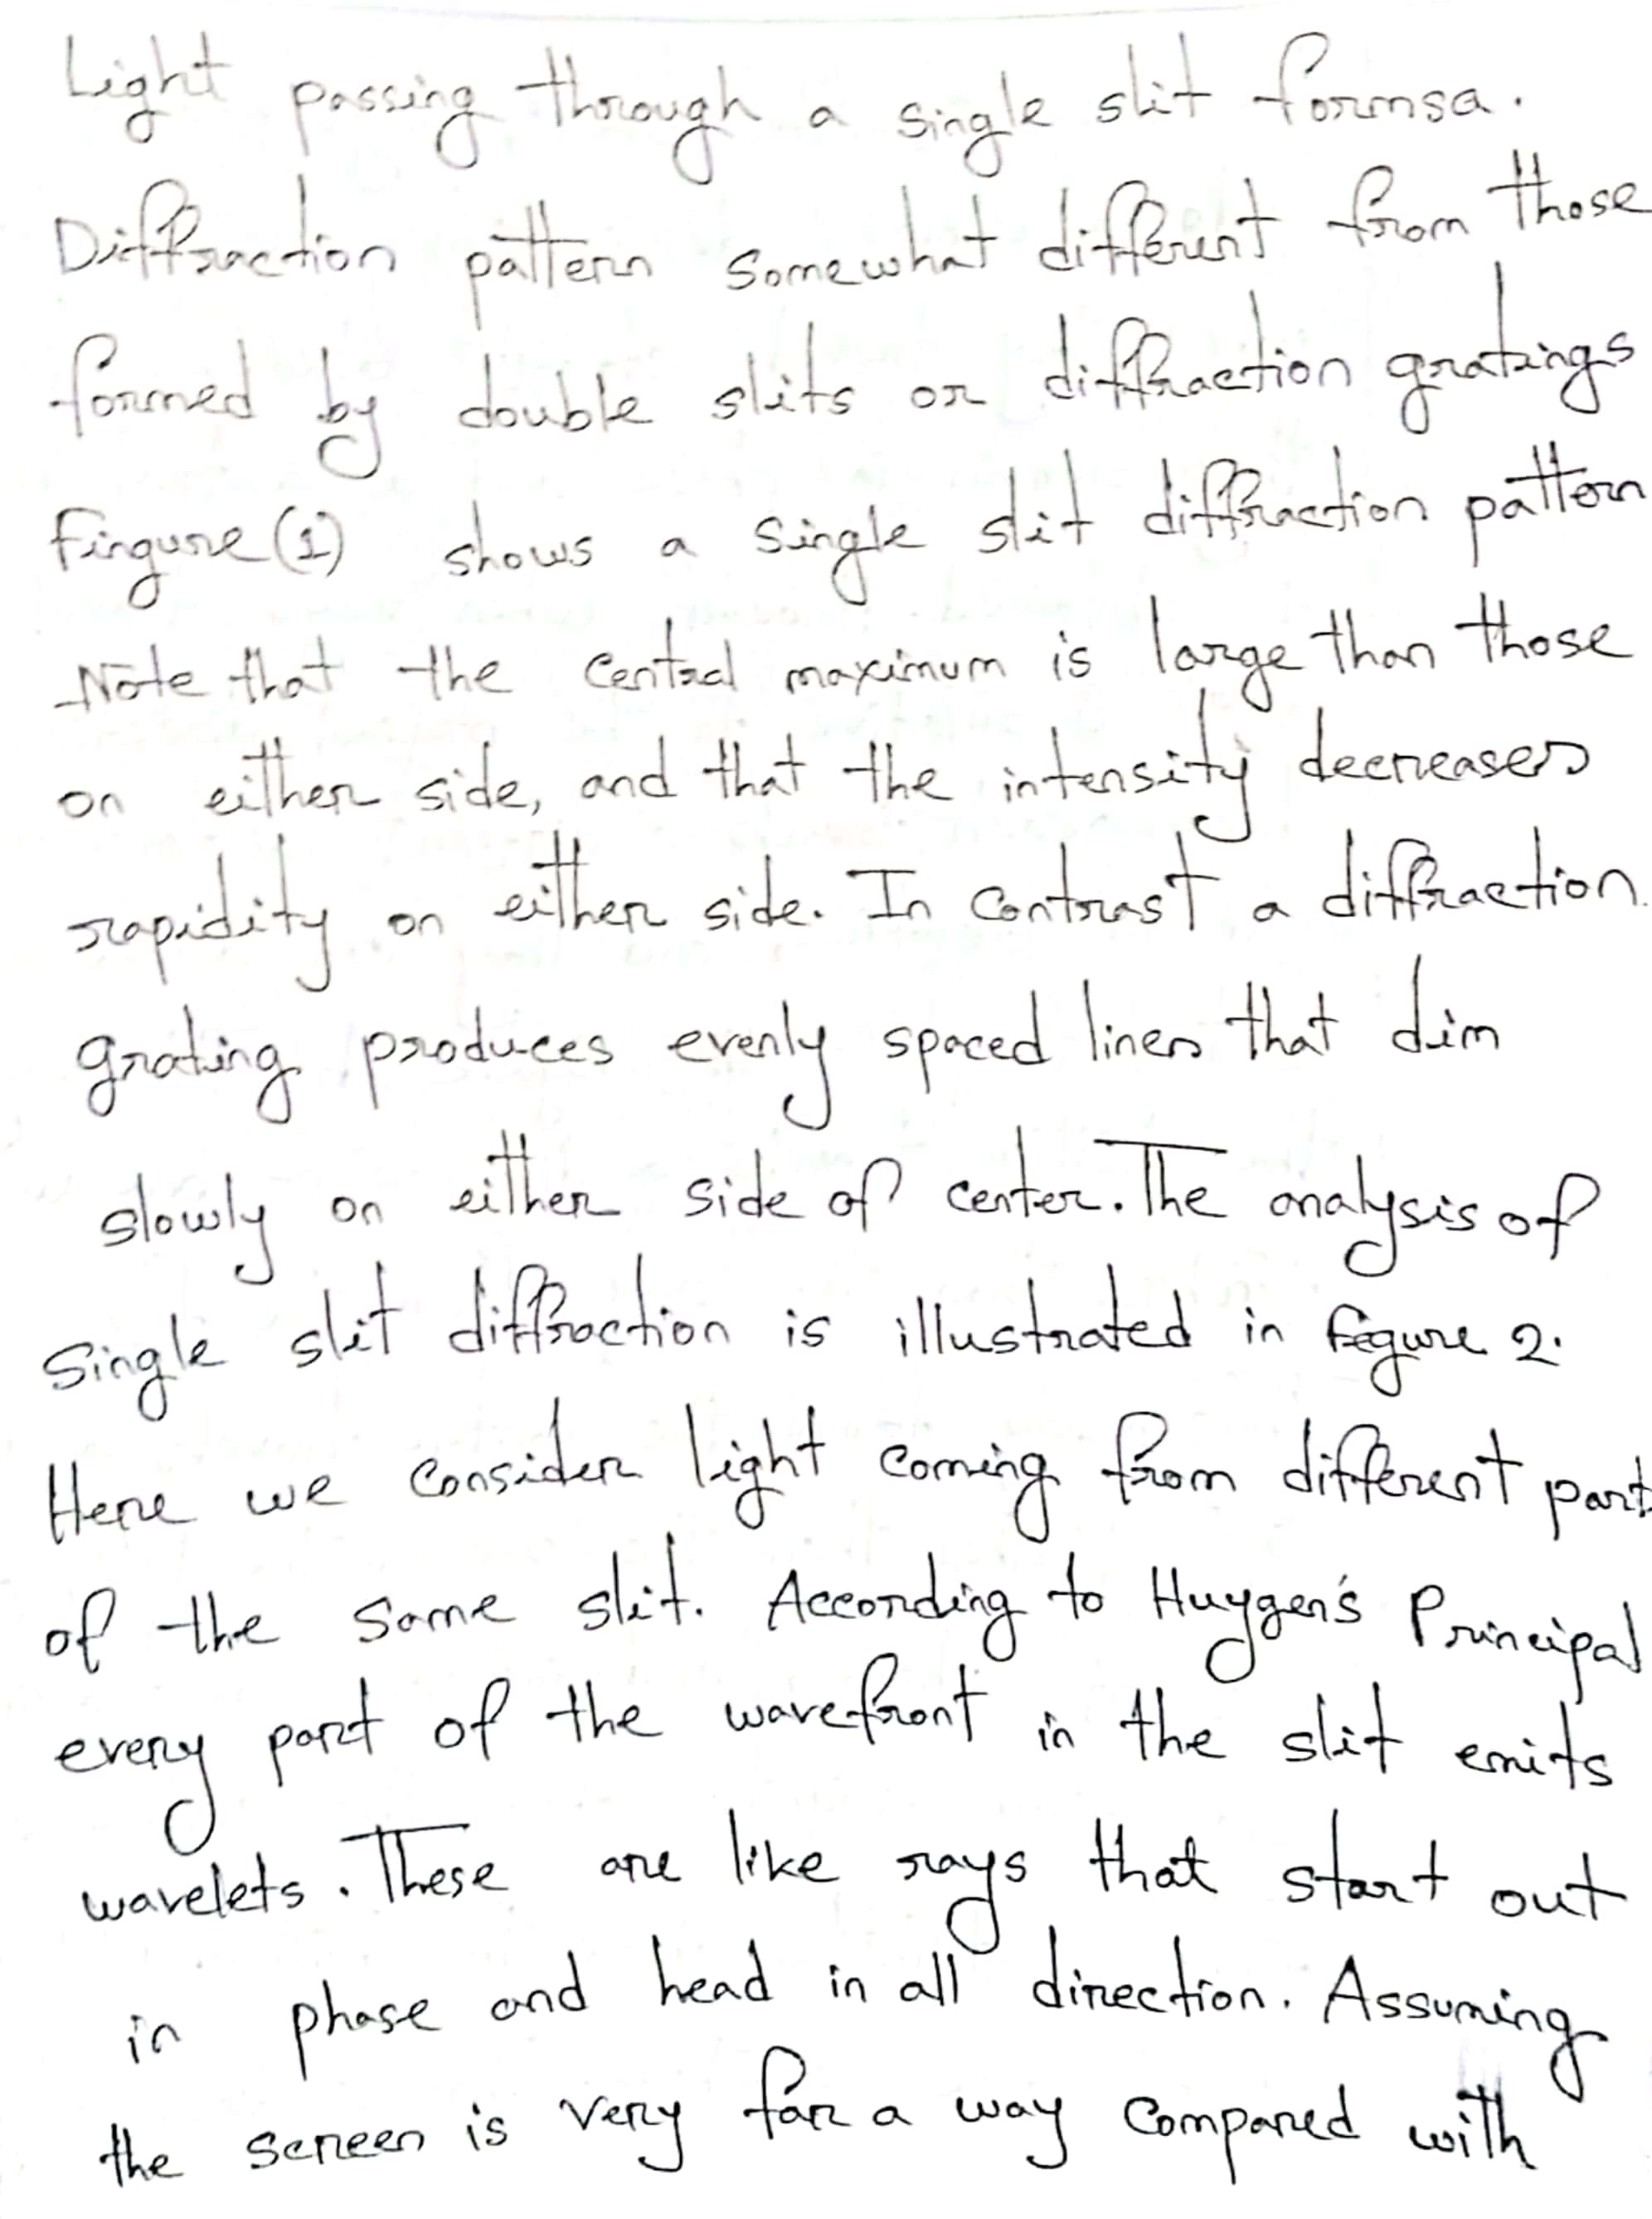 Light passing through a single slit formsa.
Diffraction pattern somewhat different from those
formed by double slits or diffraction gratings
Fingure (1) shows a single slit diffraction pattern
Note that the central maximum is large than those
on either side, and that the intensity decreases
rapidity on either side. In contrast a diffraction
grating produces evenly spaced lines that dim
slowly on either side of center. The analysis of
single slit diffraction is illustrated in figure 2.
Here we consider light coming from different part
of the same slit. According to Huygen's Principal
every part of the wavefront in the slit emits
wavelets. These are like rays that start out
in phase and head in all direction. Assuming
the screen is very far a way compared with